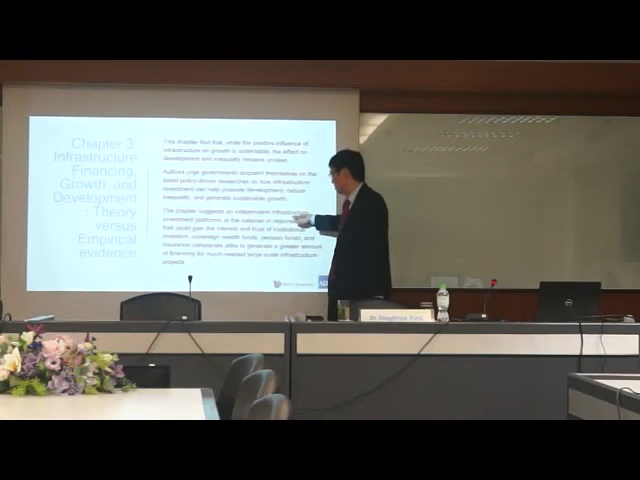 Chapter 3.
Infrastructure
Financing,
Growth, and
Development
: Theory
versus
Empirical
evidence
This chapter find that, while the positive influence of
infrastructure on growth is undeniable, the effect on
development and inequality remains unclear.
Authors urge governments acquaint themselves on the
latest policy-driven researches on how infrastructure
investment can help promote development, reduce
inequality, and generate sustainable growth.
The chapter suggests an independent infrastructure
investment platforms at the national or regional
that could gain the interest and trust of institutional
investors, sovereign wealth funds, pension funds, and
insurance companies alike to generate a greater amount
of financing for much-needed large-scale infrastructure
projects.
Dr. Donghyun Park
DELL